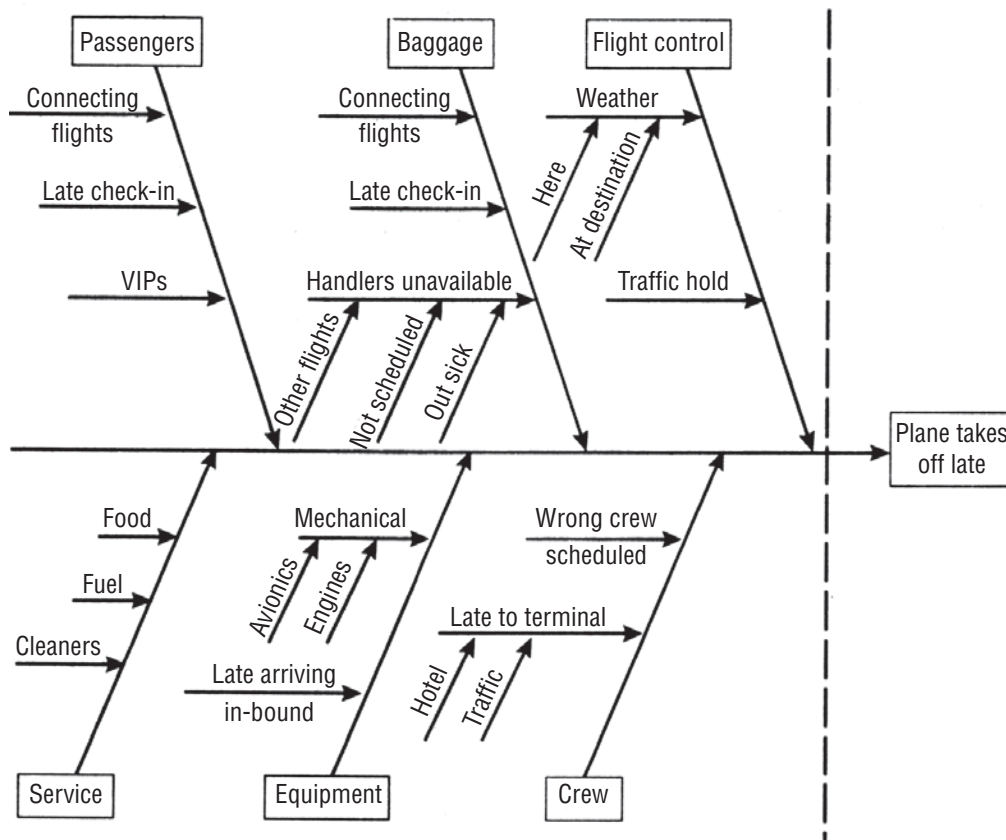 Passengers
Baggage
Flight control
Connecting
flights
Late check-in
VIPs
Connecting
flights
Late check-in
Handlers unavailable
Other flights
Not scheduled
Out sick
Weather
Here
At destination
Traffic hold
Plane takes
off late
Food
Fuel
Cleaners
Mechanical
Avionics
Engines
Late arriving
in-bound
Wrong crew
scheduled
Late to terminal
Hotel
Traffic
Service
Equipment
Crew